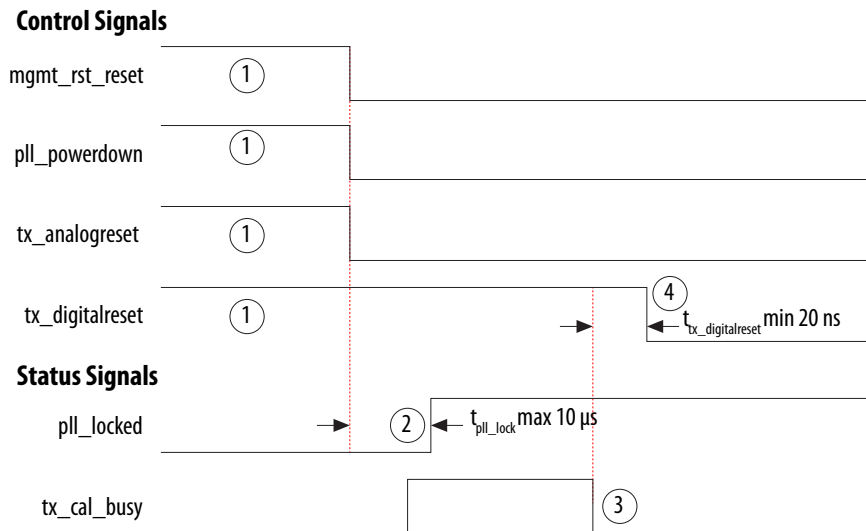 Control Signals
mgmt_rst_reset 1
pll_powerdown 1
tx_analogreset 1
tx_digitalreset 1 4
t_tx_digitalreset min 20 ns
Status Signals
pll_locked 2 t_pll_lock max 10 µs
tx_cal_busy 3